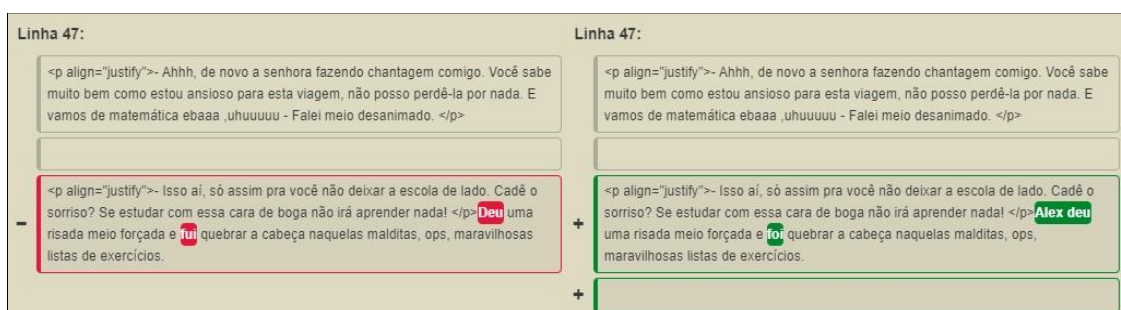 Linha 47:
<p align="justify">- Ahhh, de novo a senhora fazendo chantagem comigo. Você sabe
muito bem como estou ansioso para esta viagem, não posso perdê-la por nada. E
vamos de matemática ebaaa ,uhuuuuu - Falei meio desanimado. </p>
− <p align="justify">- Isso aí, só assim pra você não deixar a escola de lado. Cadê o
sorriso? Se estudar com essa cara de boga não irá aprender nada! </p>Deu uma
risada meio forçada e fui quebrar a cabeça naquelas malditas, ops, maravilhosas
listas de exercícios.
Linha 47:
<p align="justify">- Ahhh, de novo a senhora fazendo chantagem comigo. Você sabe
muito bem como estou ansioso para esta viagem, não posso perdê-la por nada. E
vamos de matemática ebaaa ,uhuuuuu - Falei meio desanimado. </p>
+ <p align="justify">- Isso aí, só assim pra você não deixar a escola de lado. Cadê o
sorriso? Se estudar com essa cara de boga não irá aprender nada! </p>Alex deu
uma risada meio forçada e foi quebrar a cabeça naquelas malditas, ops,
maravilhosas listas de exercícios.
+